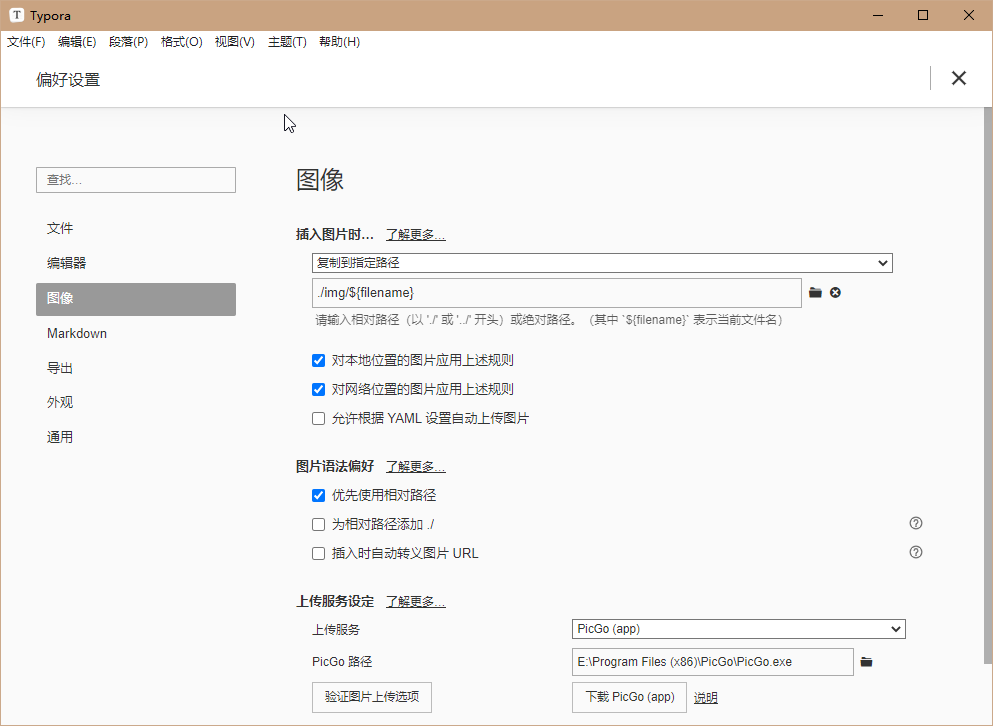 T Typora
文件(F) 编辑(E) 段落(P) 格式(O) 视图(V) 主题(T) 帮助(H)
偏好设置
查找...
文件
编辑器
图像
Markdown
导出
外观
通用
图像
插入图片时... 了解更多...
复制到指定路径
./img/${filename}
请输入相对路径（以 './' 或 '../' 开头）或绝对路径。（其中 `${filename}` 表示当前文件名）
对本地位置的图片应用上述规则
对网络位置的图片应用上述规则
允许根据 YAML 设置自动上传图片
图片语法偏好 了解更多...
优先使用相对路径
为相对路径添加 ./
插入时自动转义图片 URL
上传服务设定 了解更多...
上传服务 PicGo (app)
PicGo 路径 E:\Program Files (x86)\PicGo\PicGo.exe
验证图片上传选项 下载 PicGo (app) 说明